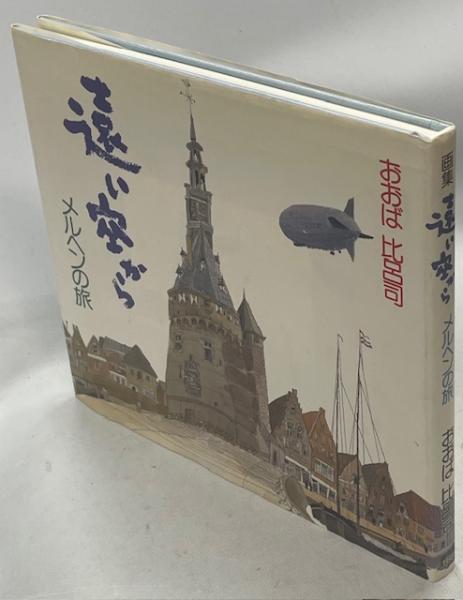 遠い空から
メルヘンの旅
おおば比呂司
画集
遠い空から
メルヘンの旅
おおば比呂司